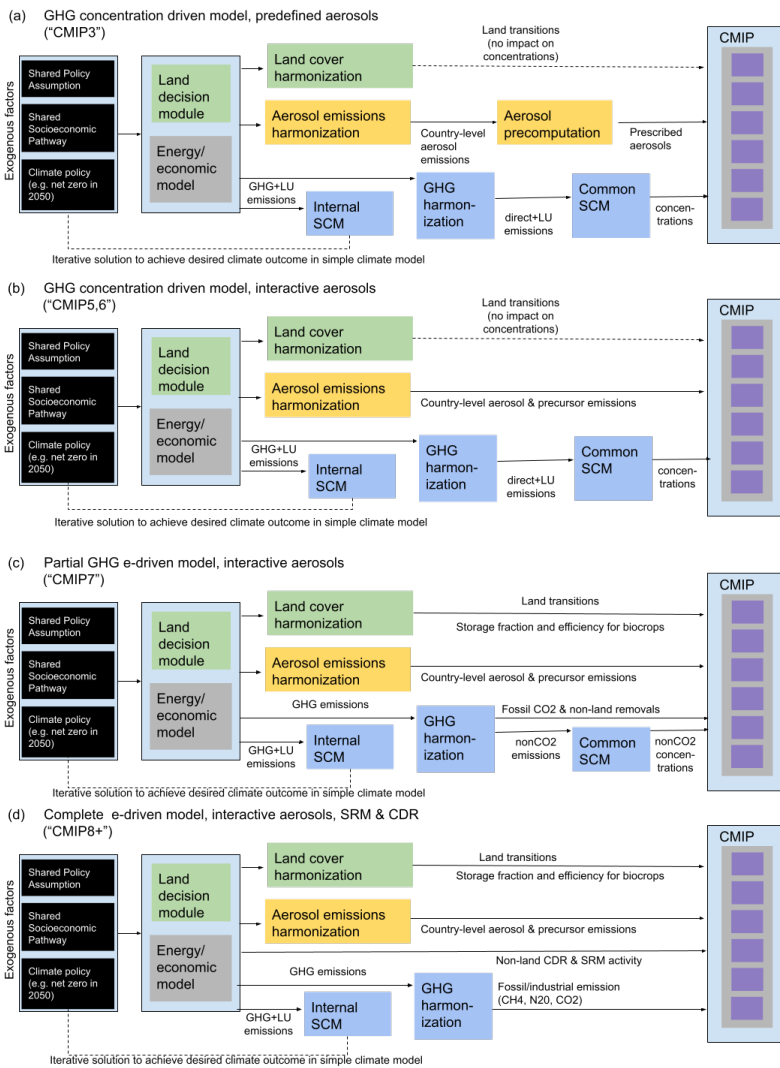 (a) GHG concentration driven model, predefined aerosols
("CMIP3")
Exogenous factors
Shared Policy
Assumption
Shared
Socioeconomic
Pathway
Climate policy
(e.g. net zero in
2050)
Land
decision
module
Energy/
economic
model
Land cover
harmonization
Land transitions
(no impact on
concentrations)
Aerosol emissions
harmonization
Country-level
aerosol
emissions
Aerosol
precomputation
Prescribed
aerosols
GHG+LU
emissions
Internal
SCM
GHG
harmon-
ization
direct+LU
emissions
Common
SCM
concen-
trations
CMIP
Iterative solution to achieve desired climate outcome in simple climate model
(b) GHG concentration driven model, interactive aerosols
("CMIP5,6")
Exogenous factors
Shared Policy
Assumption
Shared
Socioeconomic
Pathway
Climate policy
(e.g. net zero in
2050)
Land
decision
module
Energy/
economic
model
Land cover
harmonization
Land transitions
(no impact on
concentrations)
Aerosol emissions
harmonization
Country-level aerosol & precursor emissions
GHG+LU
emissions
Internal
SCM
GHG
harmon-
ization
direct+LU
emissions
Common
SCM
concen-
trations
CMIP
Iterative solution to achieve desired climate outcome in simple climate model
(c) Partial GHG e-driven model, interactive aerosols
("CMIP7")
Exogenous factors
Shared Policy
Assumption
Shared
Socioeconomic
Pathway
Climate policy
(e.g. net zero in
2050)
Land
decision
module
Energy/
economic
model
Land cover
harmonization
Land transitions
Storage fraction and efficiency for biocrops
Aerosol emissions
harmonization
Country-level aerosol & precursor emissions
GHG emissions
GHG+LU
emissions
Internal
SCM
GHG
harmon-
ization
Fossil CO2 & non-land removals
nonCO2
emissions
Common
SCM
nonCO2
concen-
trations
CMIP
Iterative solution to achieve desired climate outcome in simple climate model
(d) Complete e-driven model, interactive aerosols, SRM & CDR
("CMIP8+")
Exogenous factors
Shared Policy
Assumption
Shared
Socioeconomic
Pathway
Climate policy
(e.g. net zero in
2050)
Land
decision
module
Energy/
economic
model
Land cover
harmonization
Land transitions
Storage fraction and efficiency for biocrops
Aerosol emissions
harmonization
Country-level aerosol & precursor emissions
Non-land CDR & SRM activity
GHG emissions
GHG+LU
emissions
Internal
SCM
GHG
harmon-
ization
Fossil/industrial emission
(CH4, N20, CO2)
CMIP
Iterative solution to achieve desired climate outcome in simple climate model